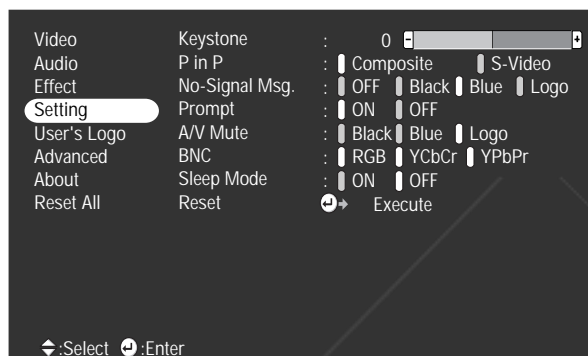 Video Keystone : 0 - +
Audio P in P : Composite S-Video
Effect No-Signal Msg. : OFF Black Blue Logo
Setting Prompt : ON OFF
User's Logo A/V Mute : Black Blue Logo
Advanced BNC : RGB YCbCr YPbPr
About Sleep Mode : ON OFF
Reset All Reset Execute
:Select :Enter